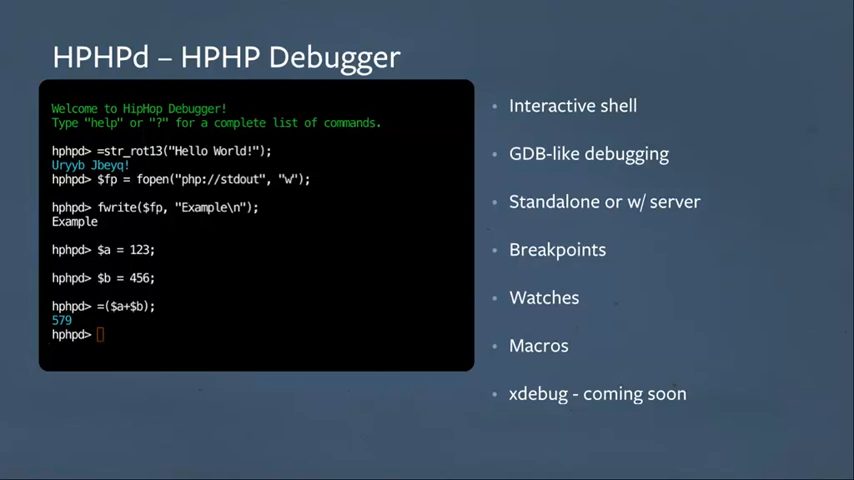 HPHPd – HPHP Debugger
Welcome to HipHop Debugger!
Type "help" or "?" for a complete list of commands.
hphpd> =str_rot13("Hello World!");
Uryyb Jbeyq!
hphpd> $fp = fopen("php://stdout", "w");
hphpd> fwrite($fp, "Example\n");
Example
hphpd> $a = 123;
hphpd> $b = 456;
hphpd> =($a+$b);
579
hphpd>
• Interactive shell
• GDB-like debugging
• Standalone or w/ server
• Breakpoints
• Watches
• Macros
• xdebug - coming soon